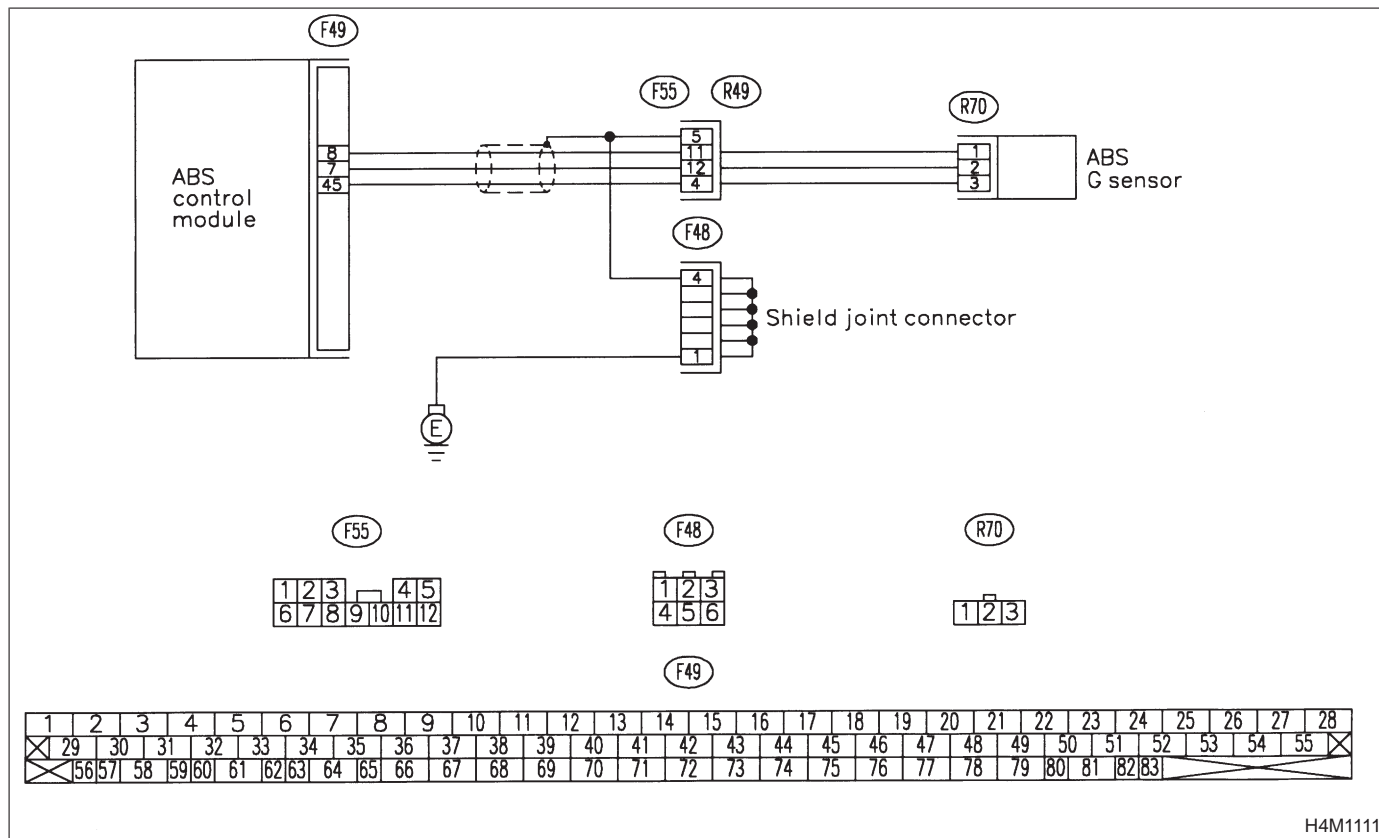 F49
F55
R49
R70
8
7
45
5
11
12
4
1
2
3
ABS
control
module
ABS
G sensor
F48
4
1
Shield joint connector
E
F55
F48
R70
1 2 3 4 5
6 7 8 9 10 11 12
1 2 3
4 5 6
1 2 3
F49
1 2 3 4 5 6 7 8 9 10 11 12 13 14 15 16 17 18 19 20 21 22 23 24 25 26 27 28
29 30 31 32 33 34 35 36 37 38 39 40 41 42 43 44 45 46 47 48 49 50 51 52 53 54 55
56 57 58 59 60 61 62 63 64 65 66 67 68 69 70 71 72 73 74 75 76 77 78 79 80 81 82 83
H4M1111